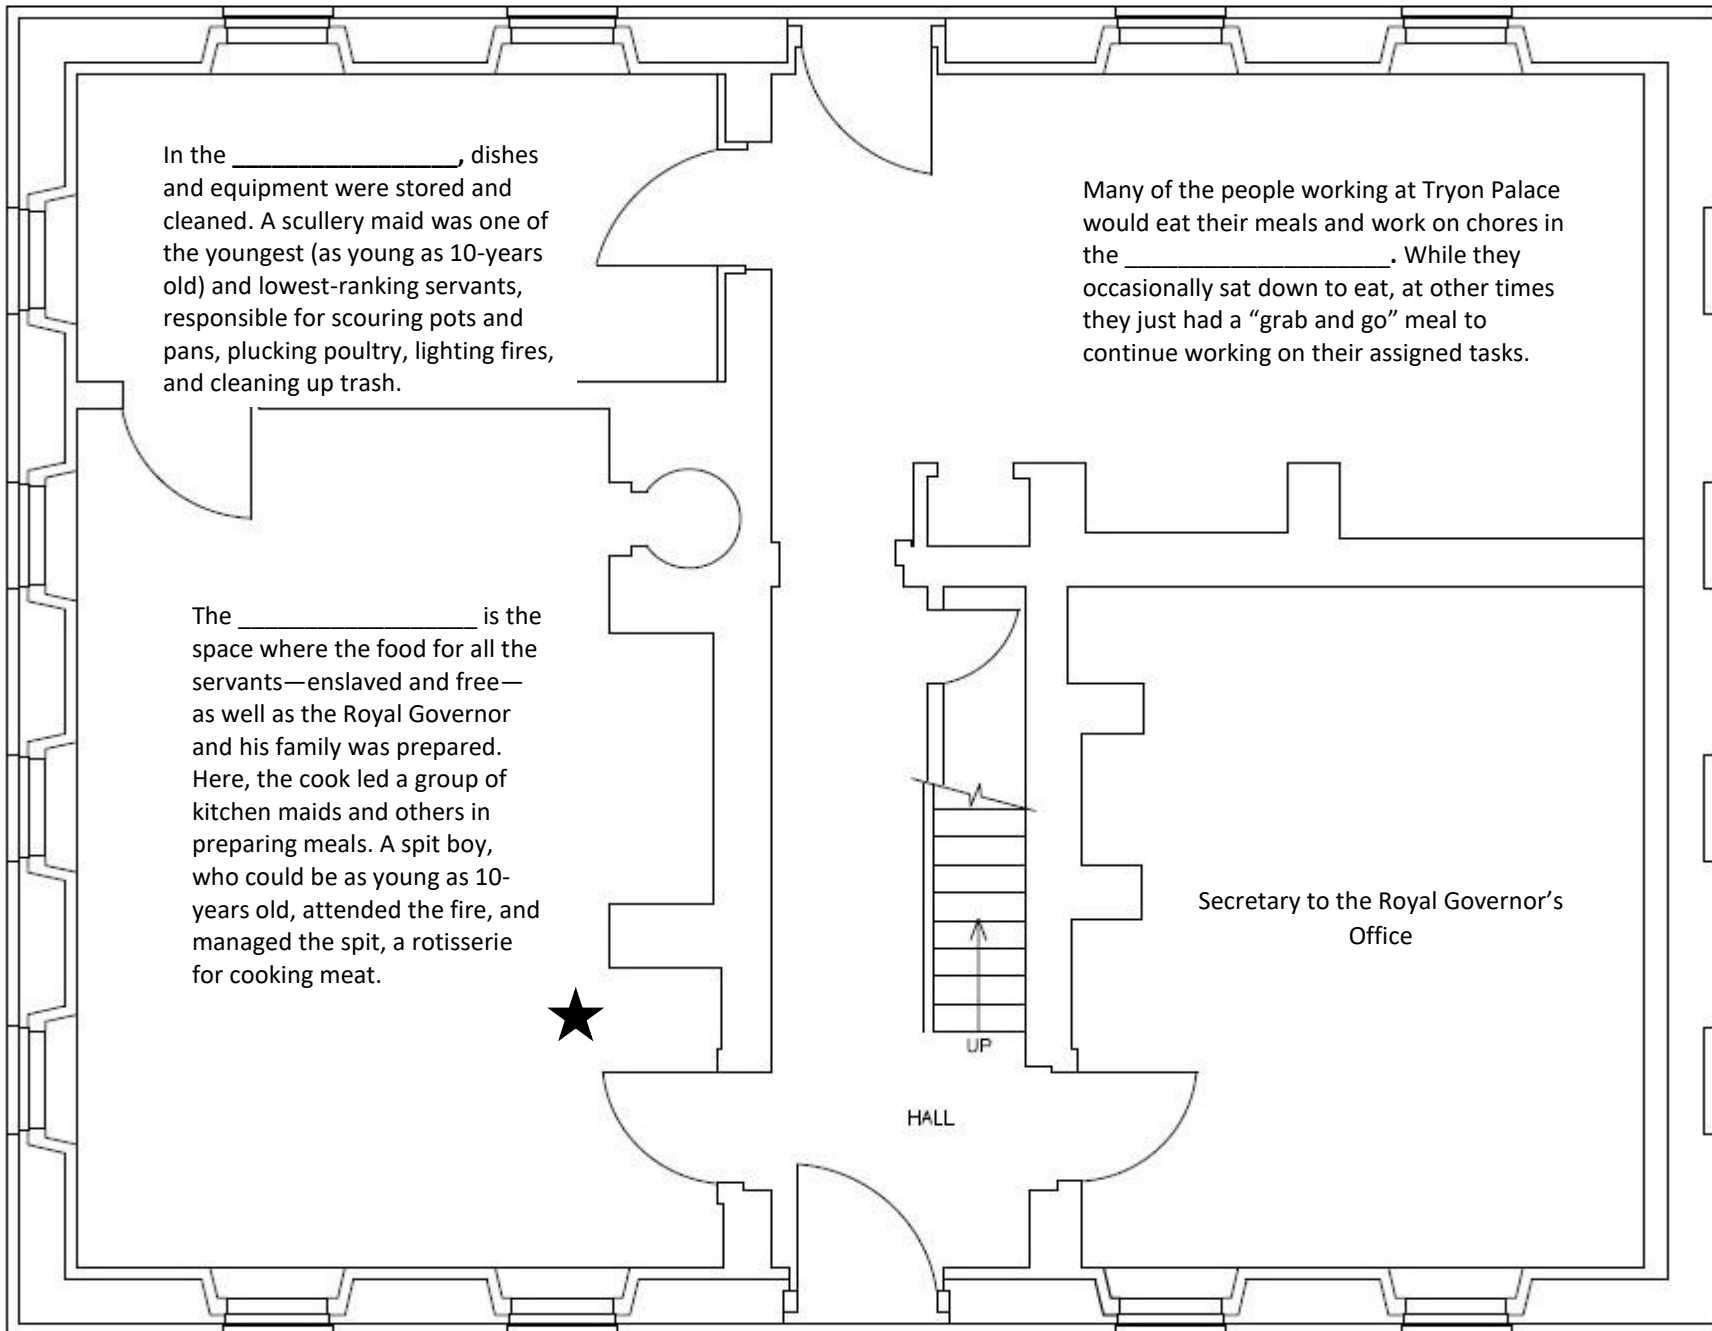 In the _________________, dishes
and equipment were stored and
cleaned. A scullery maid was one of
the youngest (as young as 10-years
old) and lowest-ranking servants,
responsible for scouring pots and
pans, plucking poultry, lighting fires,
and cleaning up trash.
Many of the people working at Tryon Palace
would eat their meals and work on chores in
the ____________________. While they
occasionally sat down to eat, at other times
they just had a “grab and go” meal to
continue working on their assigned tasks.
The __________________ is the
space where the food for all the
servants—enslaved and free—
as well as the Royal Governor
and his family was prepared.
Here, the cook led a group of
kitchen maids and others in
preparing meals. A spit boy,
who could be as young as 10-
years old, attended the fire, and
managed the spit, a rotisserie
for cooking meat.
Secretary to the Royal Governor’s
Office
UP
HALL